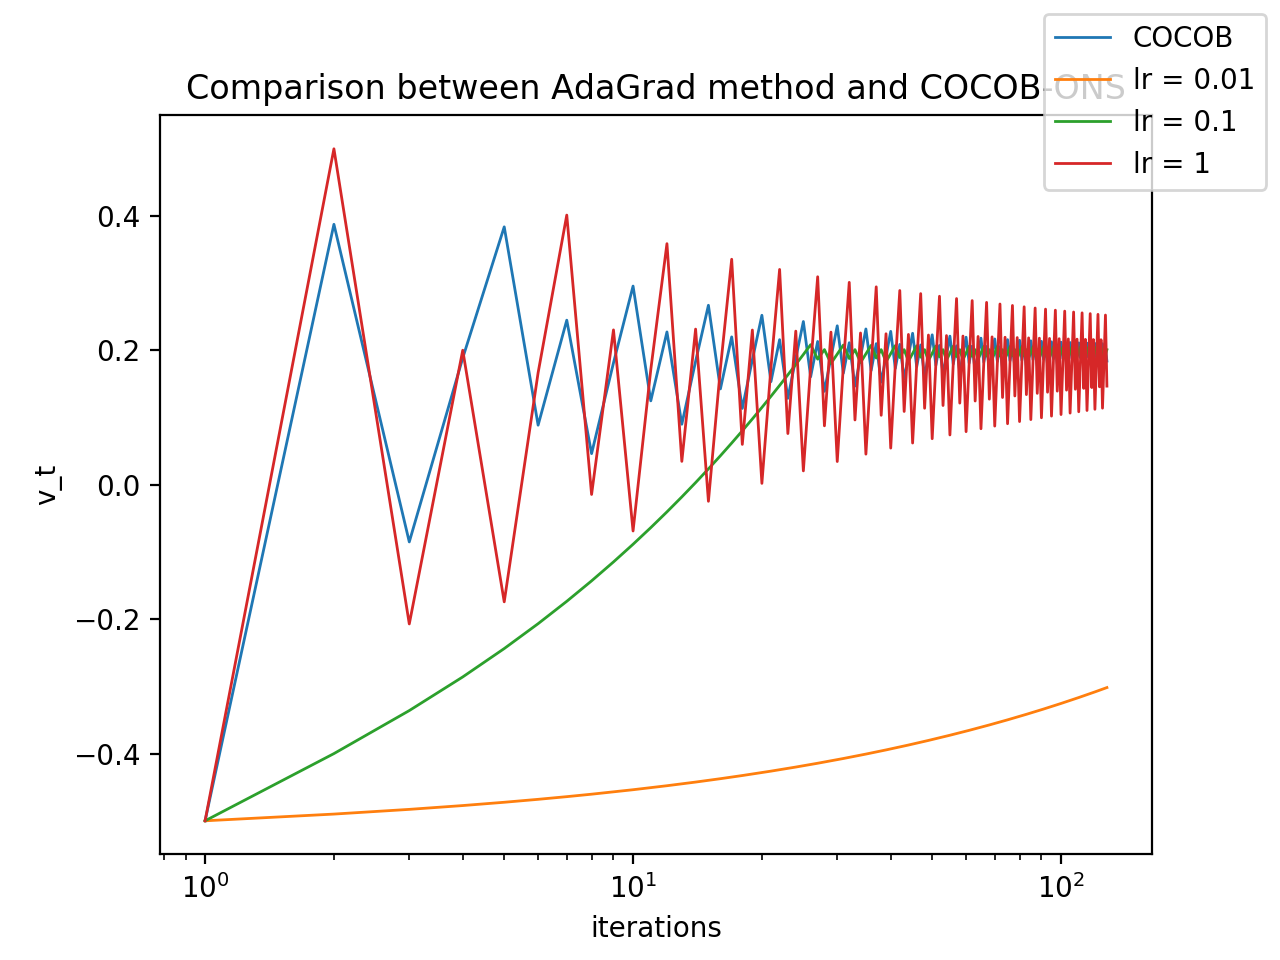 COCOB
lr = 0.01
lr = 0.1
lr = 1
Comparison between AdaGrad method and COCOB-ONS
0.4
0.2
0.0
−0.2
−0.4
v_t
10⁰
10¹
10²
iterations